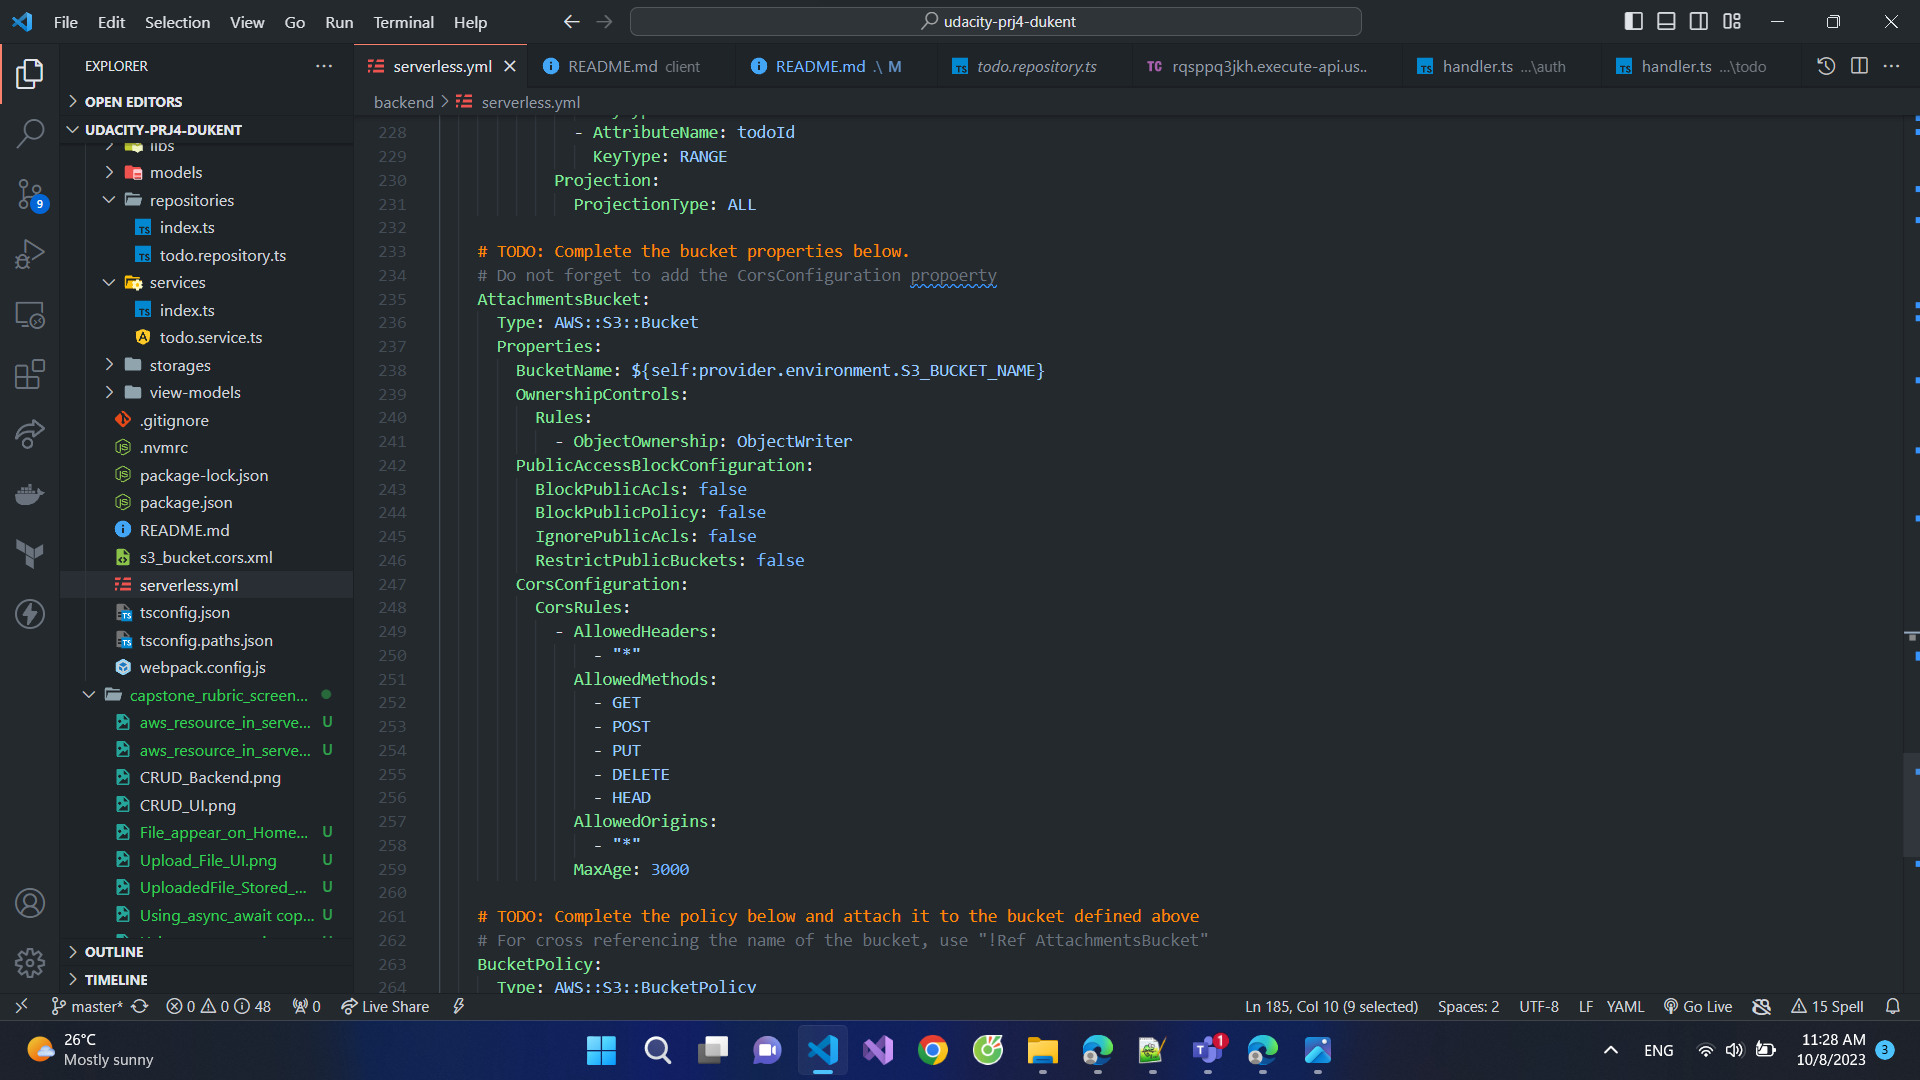 File Edit Selection View Go Run Terminal Help
udacity-prj4-dukent
EXPLORER
serverless.yml
README.md client
README.md .\ M
todo.repository.ts
rqsppq3jkh.execute-api.us..
handler.ts ...\auth
handler.ts ...\todo
OPEN EDITORS
UDACITY-PRJ4-DUKENT
libs
models
repositories
index.ts
todo.repository.ts
services
index.ts
todo.service.ts
storages
view-models
.gitignore
.nvmrc
package-lock.json
package.json
README.md
s3_bucket.cors.xml
serverless.yml
tsconfig.json
tsconfig.paths.json
webpack.config.js
capstone_rubric_screen...
aws_resource_in_serve... U
aws_resource_in_serve... U
CRUD_Backend.png
CRUD_UI.png
File_appear_on_Home... U
Upload_File_UI.png U
UploadedFile_Stored_... U
Using_async_await cop... U
OUTLINE
TIMELINE
9
backend > serverless.yml
228 - AttributeName: todoId
229 KeyType: RANGE
230 Projection:
231 ProjectionType: ALL
232
233 # TODO: Complete the bucket properties below.
234 # Do not forget to add the CorsConfiguration propoerty
235 AttachmentsBucket:
236 Type: AWS::S3::Bucket
237 Properties:
238 BucketName: ${self:provider.environment.S3_BUCKET_NAME}
239 OwnershipControls:
240 Rules:
241 - ObjectOwnership: ObjectWriter
242 PublicAccessBlockConfiguration:
243 BlockPublicAcls: false
244 BlockPublicPolicy: false
245 IgnorePublicAcls: false
246 RestrictPublicBuckets: false
247 CorsConfiguration:
248 CorsRules:
249 - AllowedHeaders:
250 - "*"
251 AllowedMethods:
252 - GET
253 - POST
254 - PUT
255 - DELETE
256 - HEAD
257 AllowedOrigins:
258 - "*"
259 MaxAge: 3000
260
261 # TODO: Complete the policy below and attach it to the bucket defined above
262 # For cross referencing the name of the bucket, use "!Ref AttachmentsBucket"
263 BucketPolicy:
264 Type: AWS::S3::BucketPolicy
master* 0 0 48 0 Live Share
Ln 185, Col 10 (9 selected) Spaces: 2 UTF-8 LF YAML Go Live 15 Spell
26°C
Mostly sunny
1
ENG
11:28 AM
10/8/2023
3